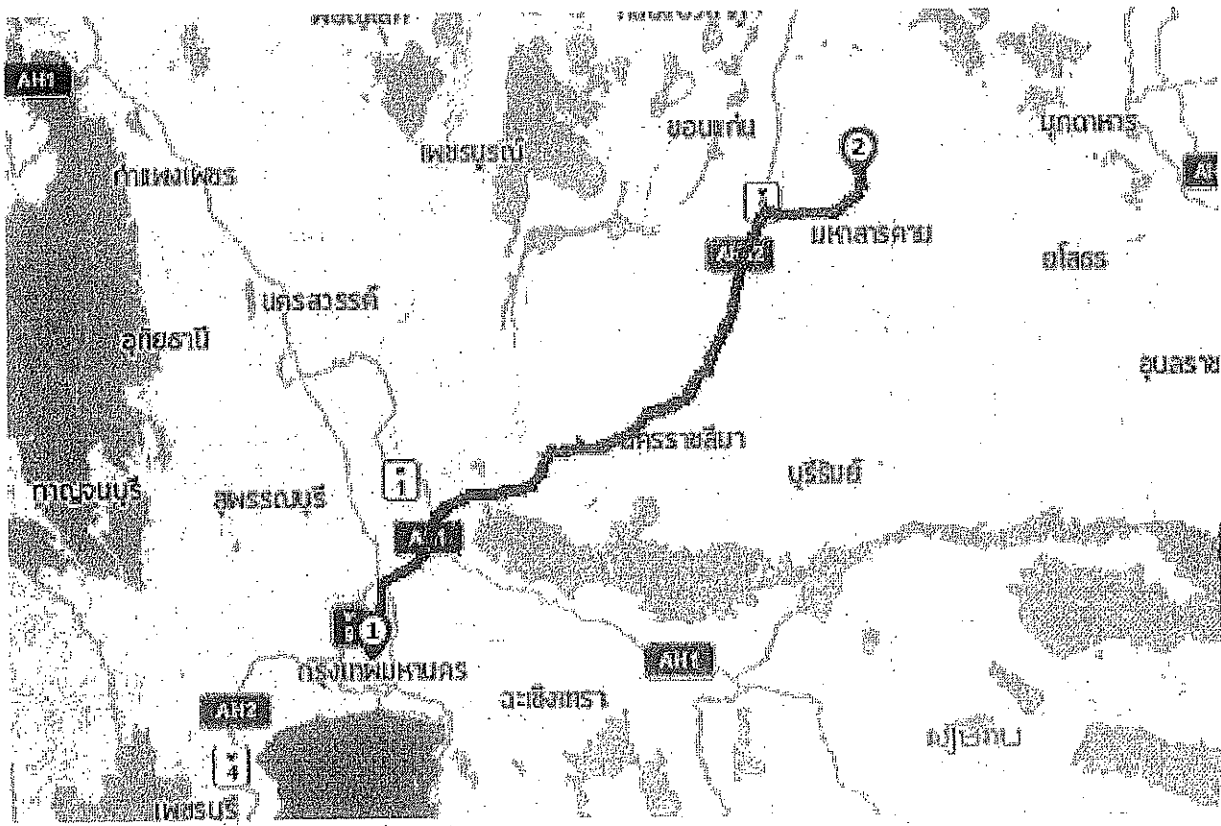 AH1
ขอนแก่น
2
มุกดาหาร
เพชรบูรณ์
กำแพงเพชร
มหาสารคาม
ยโสธร
นครสวรรค์
อุทัยธานี
อุบลราช
นครราชสีมา
บุรีรัมย์
1
กาญจนบุรี
สุพรรณบุรี
1
กรุงเทพมหานคร
AH1
ฉะเชิงเทรา
AH2
4
เพชรบุรี